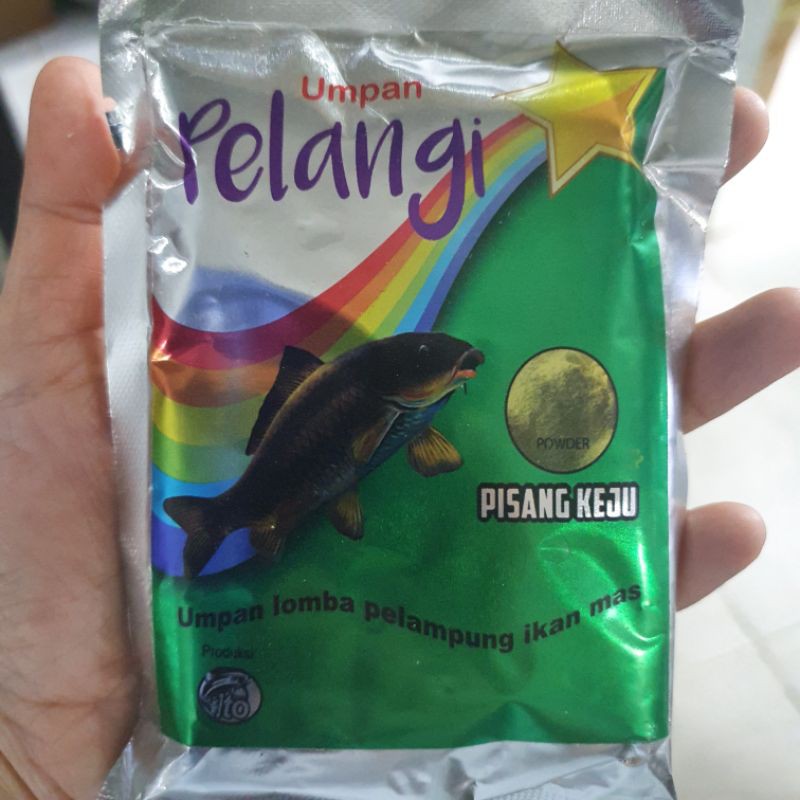 Umpan
Pelangi
POWDER
PISANG KEJU
Umpan lomba pelampung ikan mas
Produksi